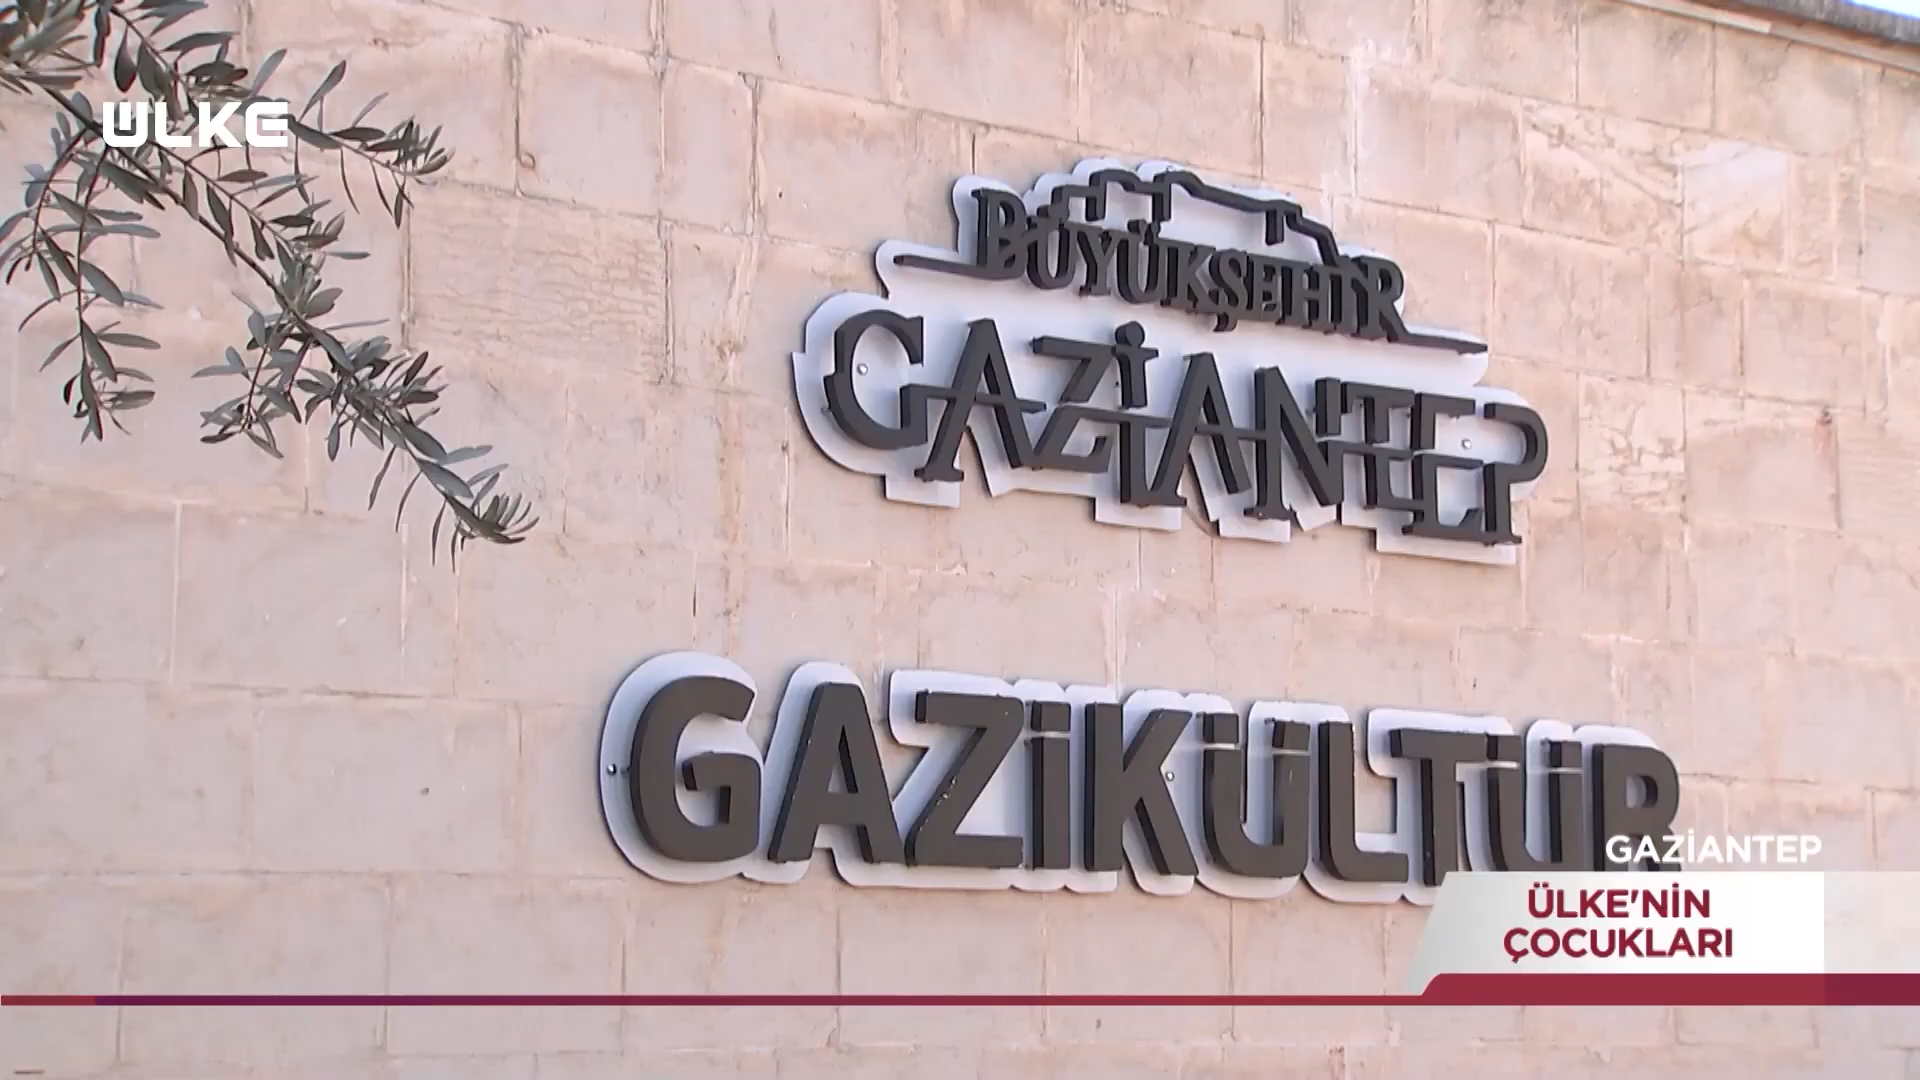 ÜLKE
BÜYÜKŞEHİR
GAZİANTEP
GAZİKÜLTÜR
GAZİANTEP
ÜLKE'NİN
ÇOCUKLARI